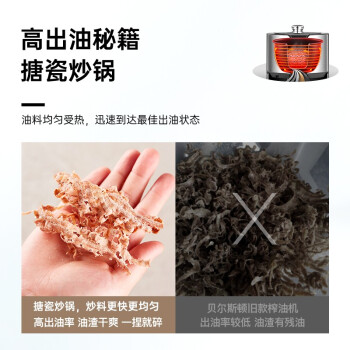 高出油秘籍
搪瓷炒锅
油料均匀受热，迅速到达最佳出油状态
搪瓷炒锅，炒料更快更均匀
高出油率 油渣干爽 一捏就碎
贝尔斯顿旧款榨油机
出油率较低 油渣有残油